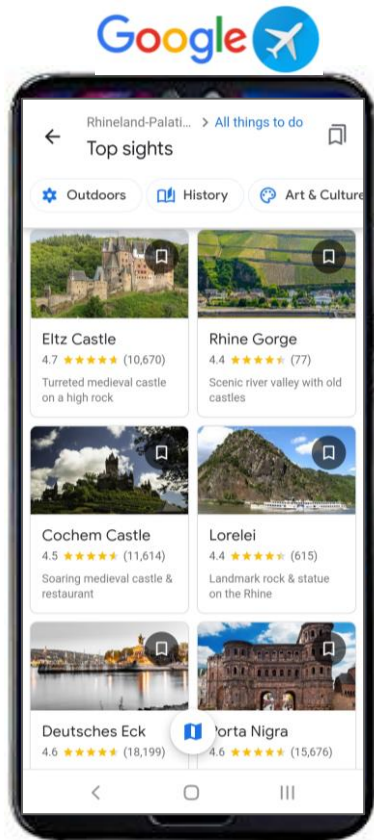 Google
Rhineland-Palati... > All things to do
Top sights
Outdoors
History
Art & Culture
Eltz Castle
4.7 ★★★★★ (10,670)
Turreted medieval castle
on a high rock
Rhine Gorge
4.4 ★★★★★ (77)
Scenic river valley with old
castles
Cochem Castle
4.5 ★★★★★ (11,614)
Soaring medieval castle &
restaurant
Lorelei
4.4 ★★★★★ (615)
Landmark rock & statue
on the Rhine
Deutsches Eck
4.6 ★★★★★ (18,199)
Porta Nigra
4.6 ★★★★★ (15,676)